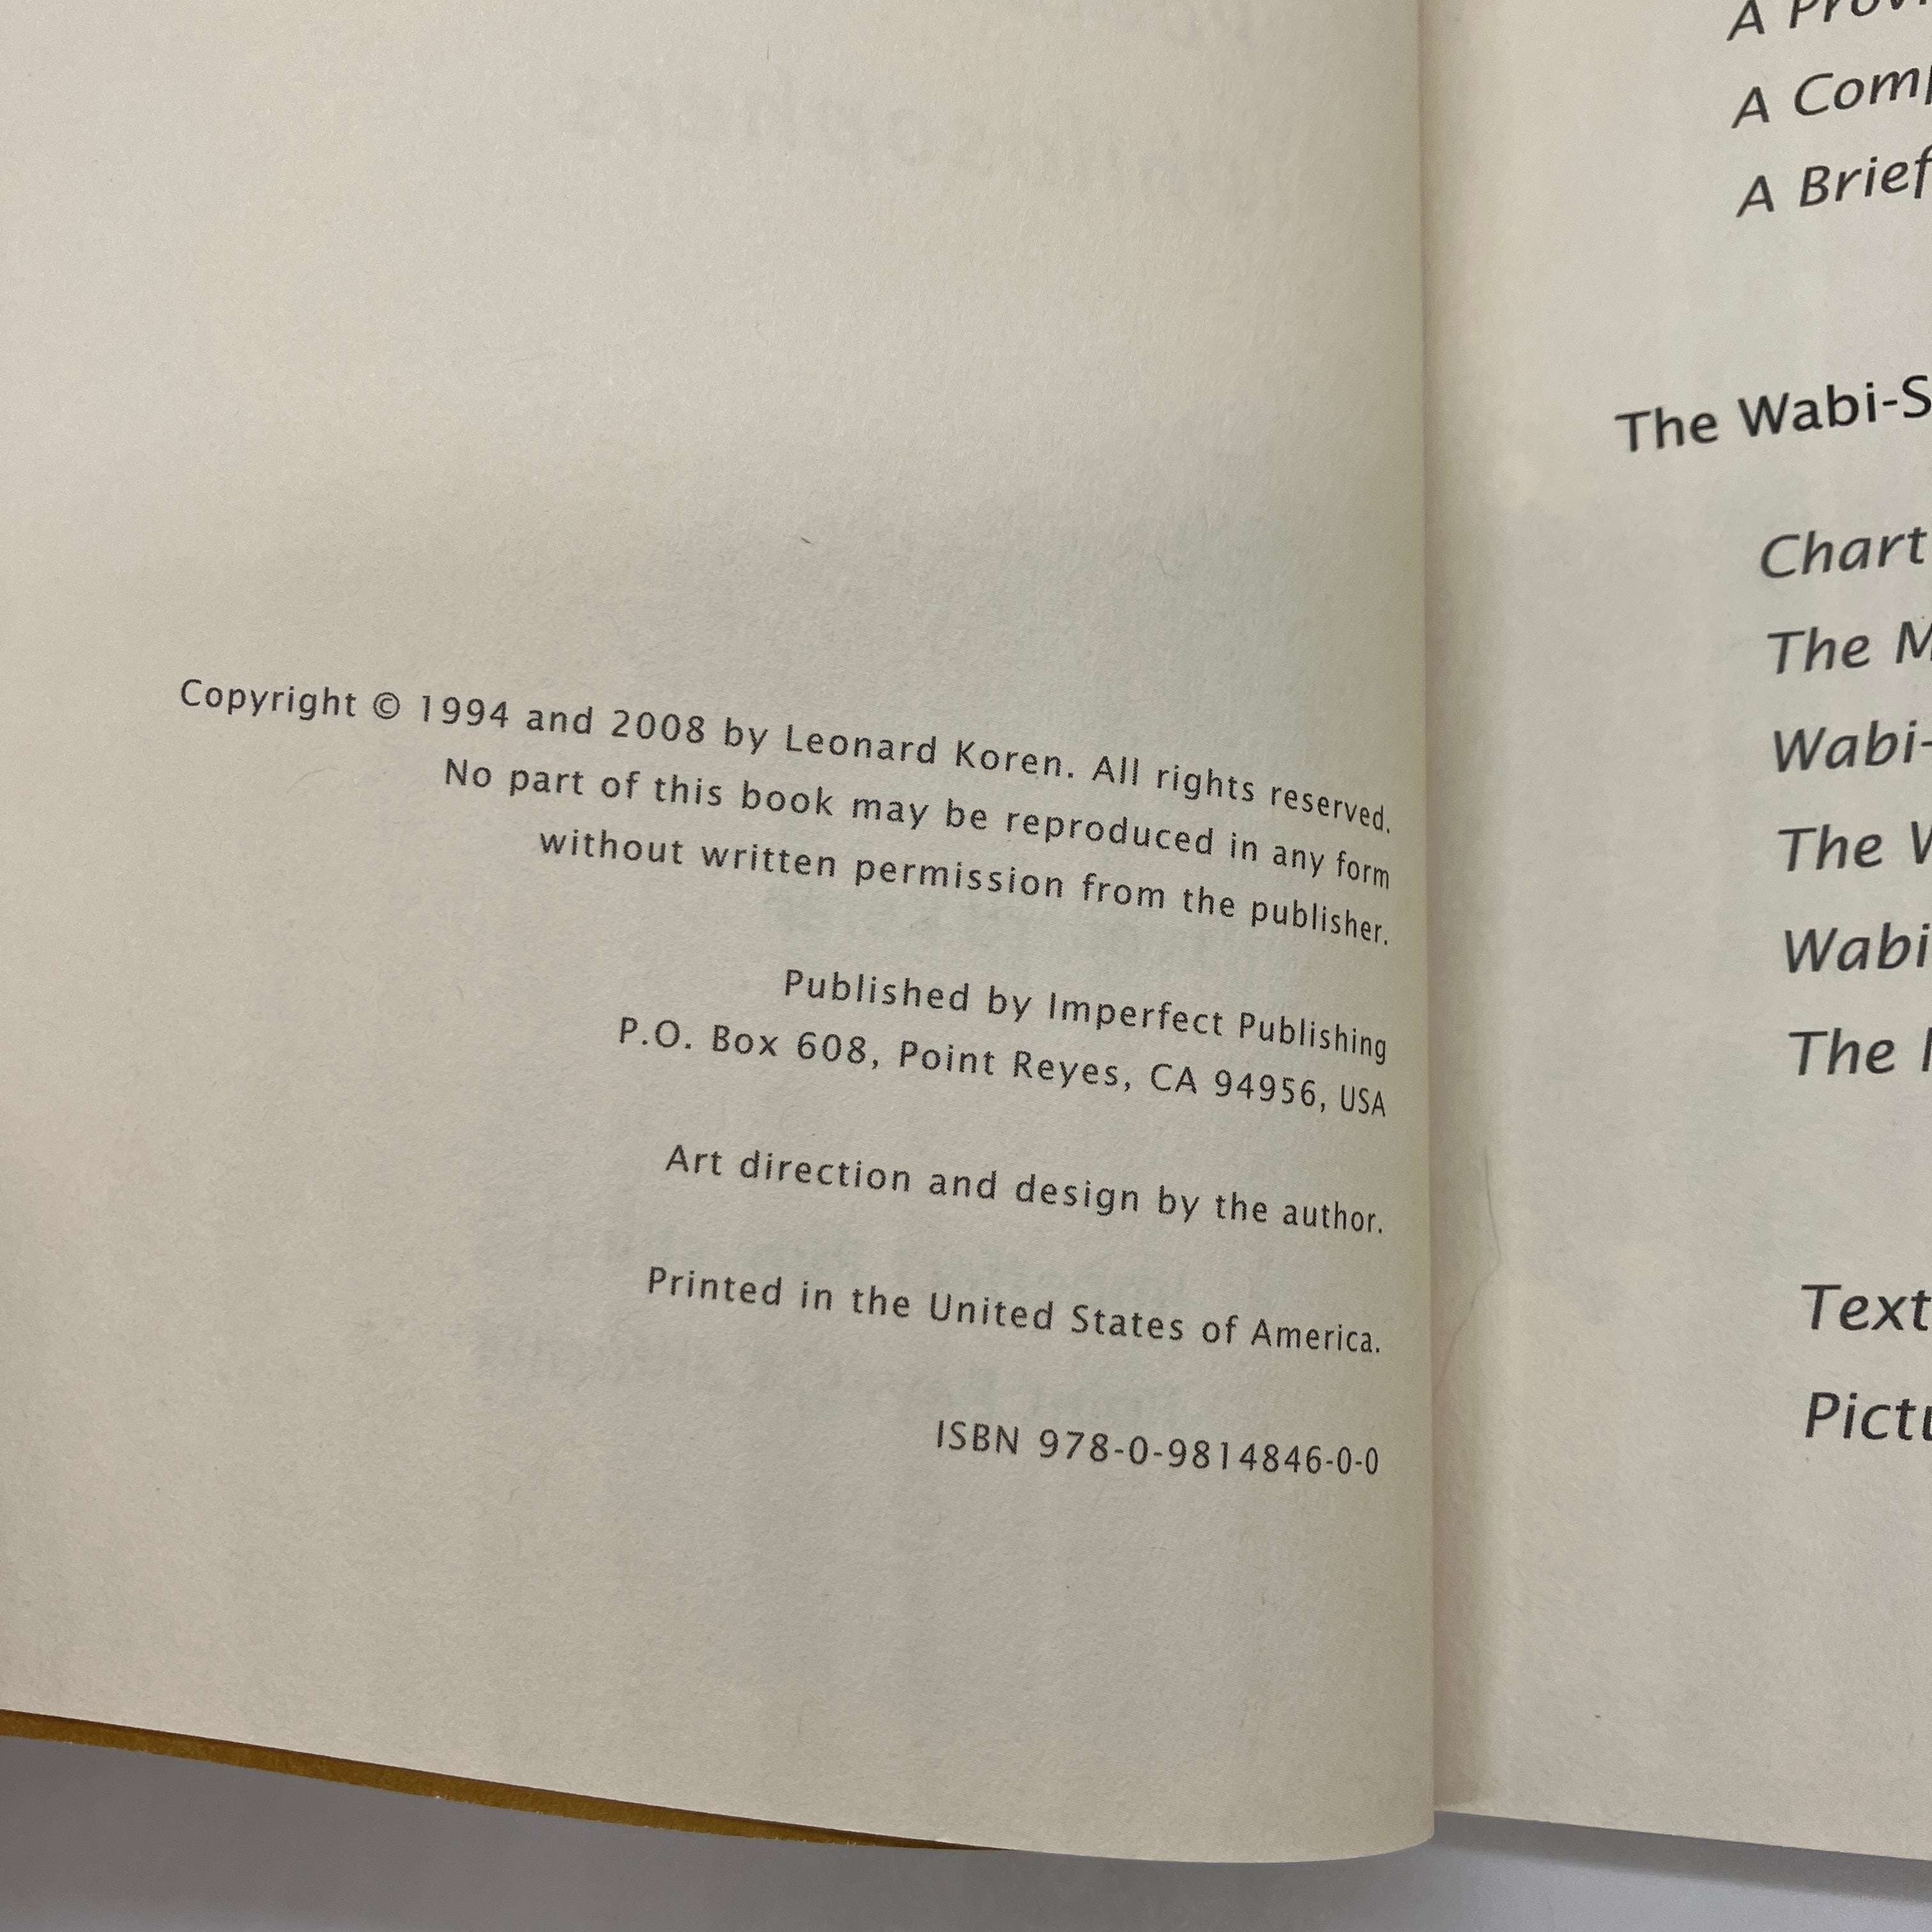 Copyright © 1994 and 2008 by Leonard Koren. All rights reserved.
No part of this book may be reproduced in any form
without written permission from the publisher.
Published by Imperfect Publishing
P.O. Box 608, Point Reyes, CA 94956, USA
Art direction and design by the author.
Printed in the United States of America.
ISBN 978-0-9814846-0-0
A
A
A Brief
The Wabi-S
Chart
The
Wabi-
The
Wabi
The
Text